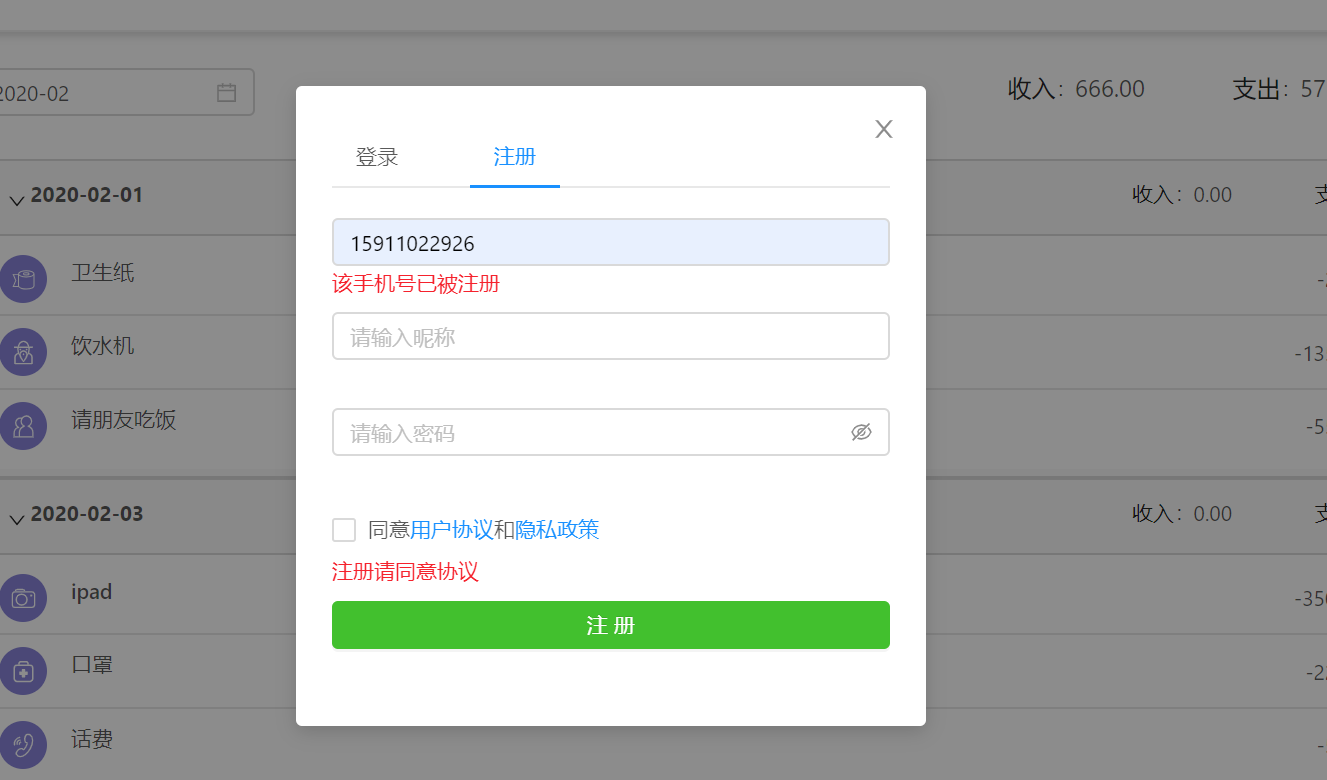 2020-02
收入：666.00
支出：57
登录
注册
2020-02-01
收入：0.00
15911022926
该手机号已被注册
卫生纸
请输入昵称
饮水机
-13
请朋友吃饭
-5
请输入密码
2020-02-03
收入：0.00
同意用户协议和隐私政策
注册请同意协议
ipad
-350
注 册
口罩
-22
话费